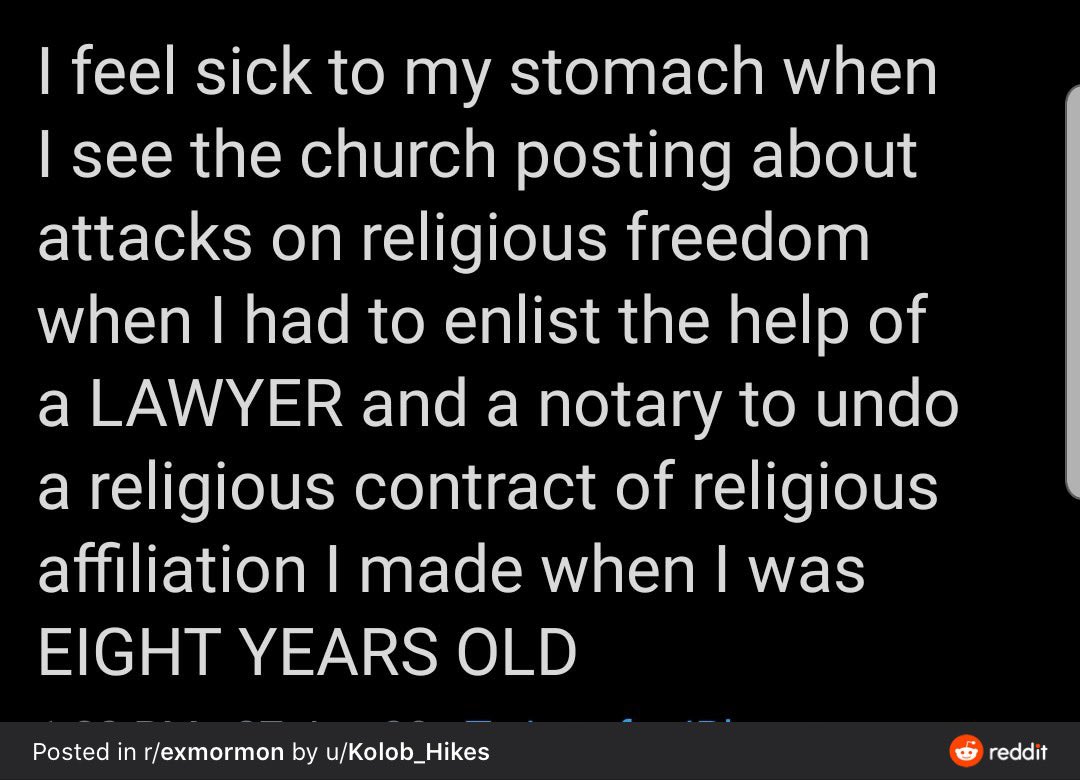 I feel sick to my stomach when
I see the church posting about
attacks on religious freedom
when I had to enlist the help of
a LAWYER and a notary to undo
a religious contract of religious
affiliation I made when I was
EIGHT YEARS OLD
Posted in r/exmormon by u/Kolob_Hikes
reddit